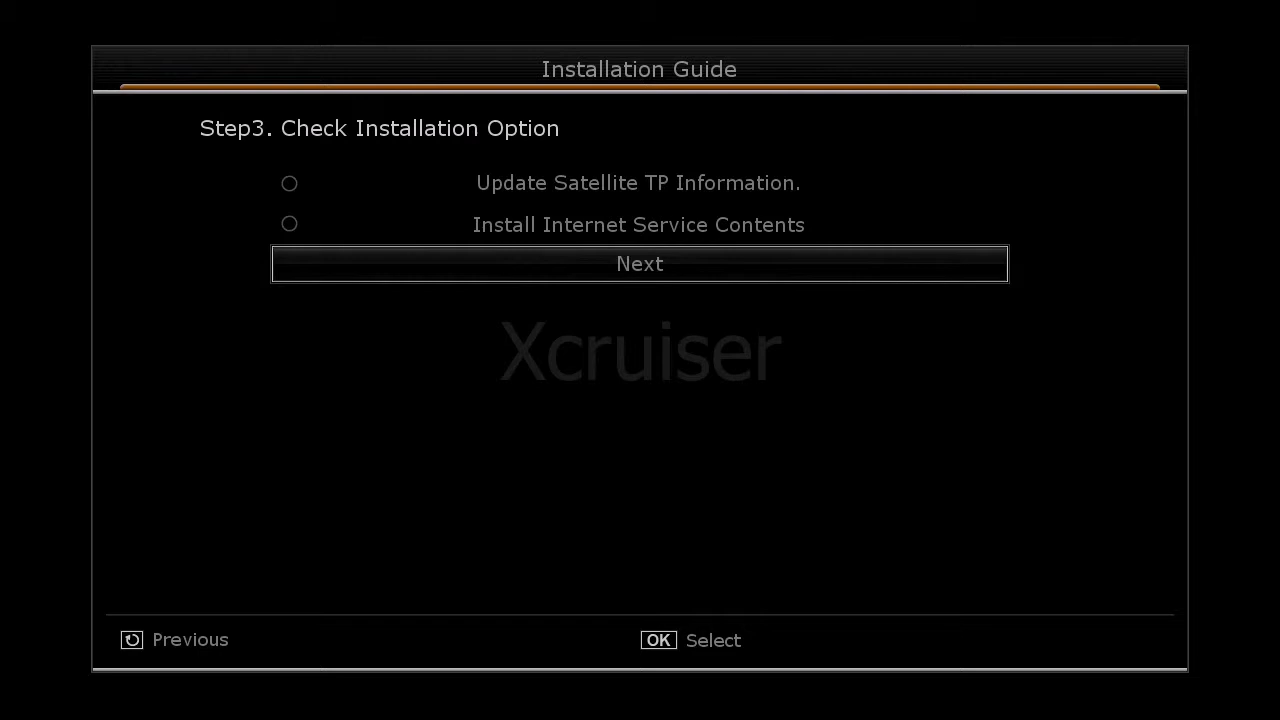 Installation Guide
Step3. Check Installation Option
Update Satellite TP Information.
Install Internet Service Contents
Next
Xcruiser
Previous
OK Select